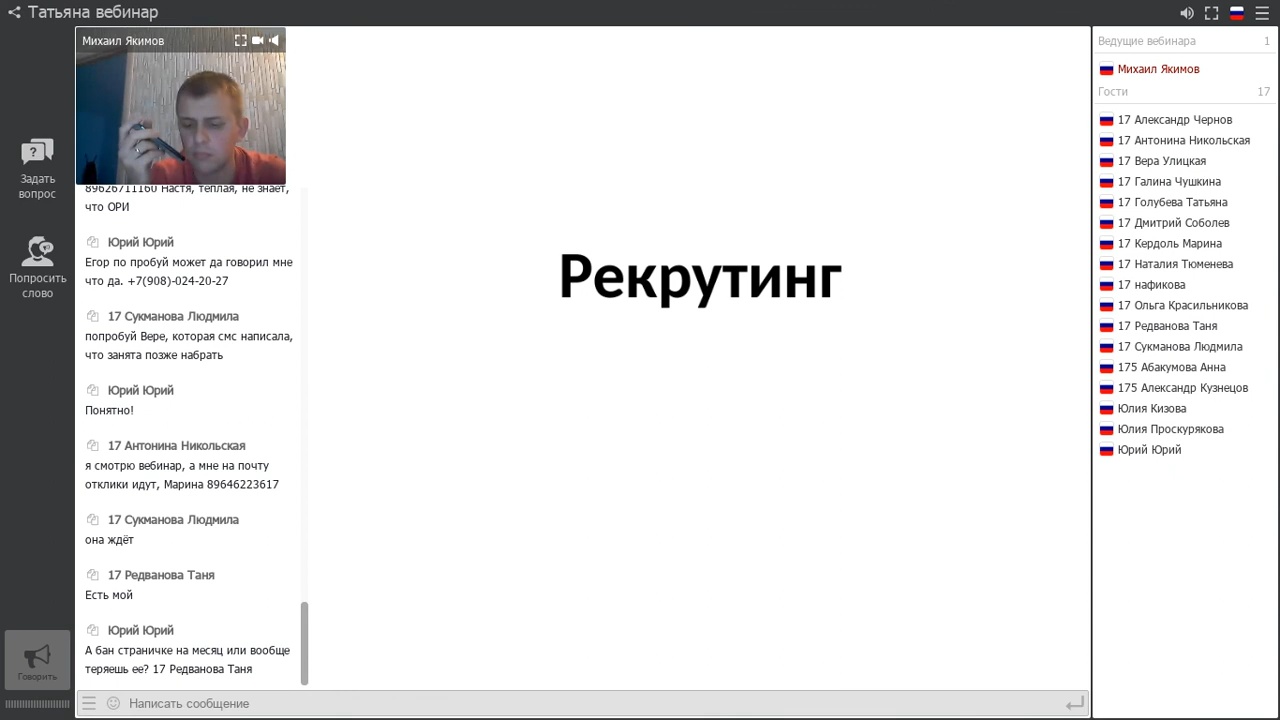 Татьяна вебинар
Михаил Якимов
Задать
вопрос
Попросить
слово
Говорить
89626711160 Настя, теплая, не знает,
что ОРИ
Юрий Юрий
Егор по пробуй может да говорил мне
что да. +7(908)-024-20-27
17 Сукманова Людмила
попробуй Вере, которая смс написала,
что занята позже набрать
Юрий Юрий
Понятно!
17 Антонина Никольская
я смотрю вебинар, а мне на почту
отклики идут, Марина 89646223617
17 Сукманова Людмила
она ждёт
17 Редванова Таня
Есть мой
Юрий Юрий
А бан страничке на месяц или вообще
теряешь ее? 17 Редванова Таня
Написать сообщение
Рекрутинг
Ведущие вебинара 1
Михаил Якимов
Гости 17
17 Александр Чернов
17 Антонина Никольская
17 Вера Улицкая
17 Галина Чушкина
17 Голубева Татьяна
17 Дмитрий Соболев
17 Кердоль Марина
17 Наталия Тюменева
17 нафикова
17 Ольга Красильникова
17 Редванова Таня
17 Сукманова Людмила
175 Абакумова Анна
175 Александр Кузнецов
Юлия Кизова
Юлия Проскурякова
Юрий Юрий